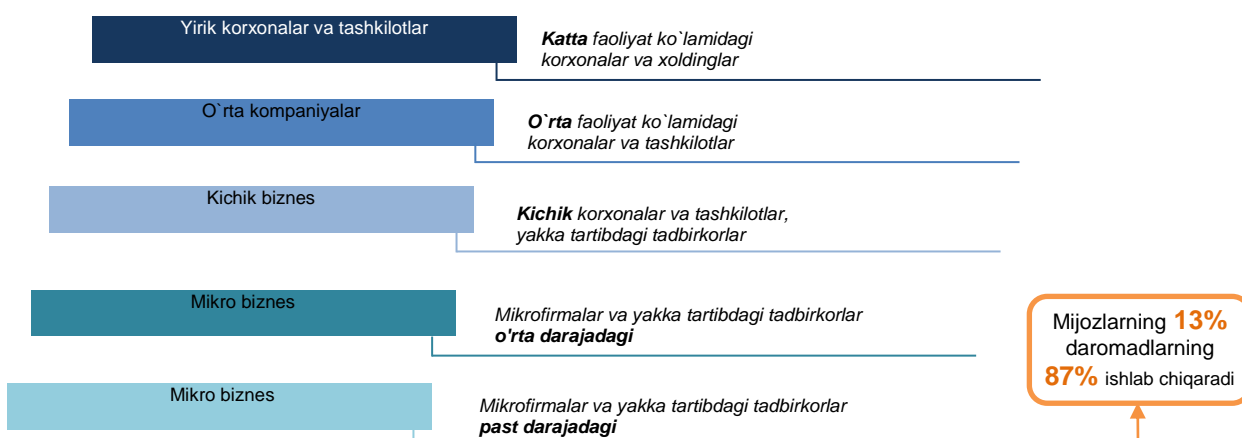 Yirik korxonalar va tashkilotlar
Katta faoliyat ko`lamidagi
korxonalar va xoldinglar
O`rta kompaniyalar
O`rta faoliyat ko`lamidagi
korxonalar va tashkilotlar
Kichik biznes
Kichik korxonalar va tashkilotlar,
yakka tartibdagi tadbirkorlar
Mikro biznes
Mikrofirmalar va yakka tartibdagi tadbirkorlar
o'rta darajadagi
Mijozlarning 13%
daromadlarning
87% ishlab chiqaradi
Mikro biznes
Mikrofirmalar va yakka tartibdagi tadbirkorlar
past darajadagi